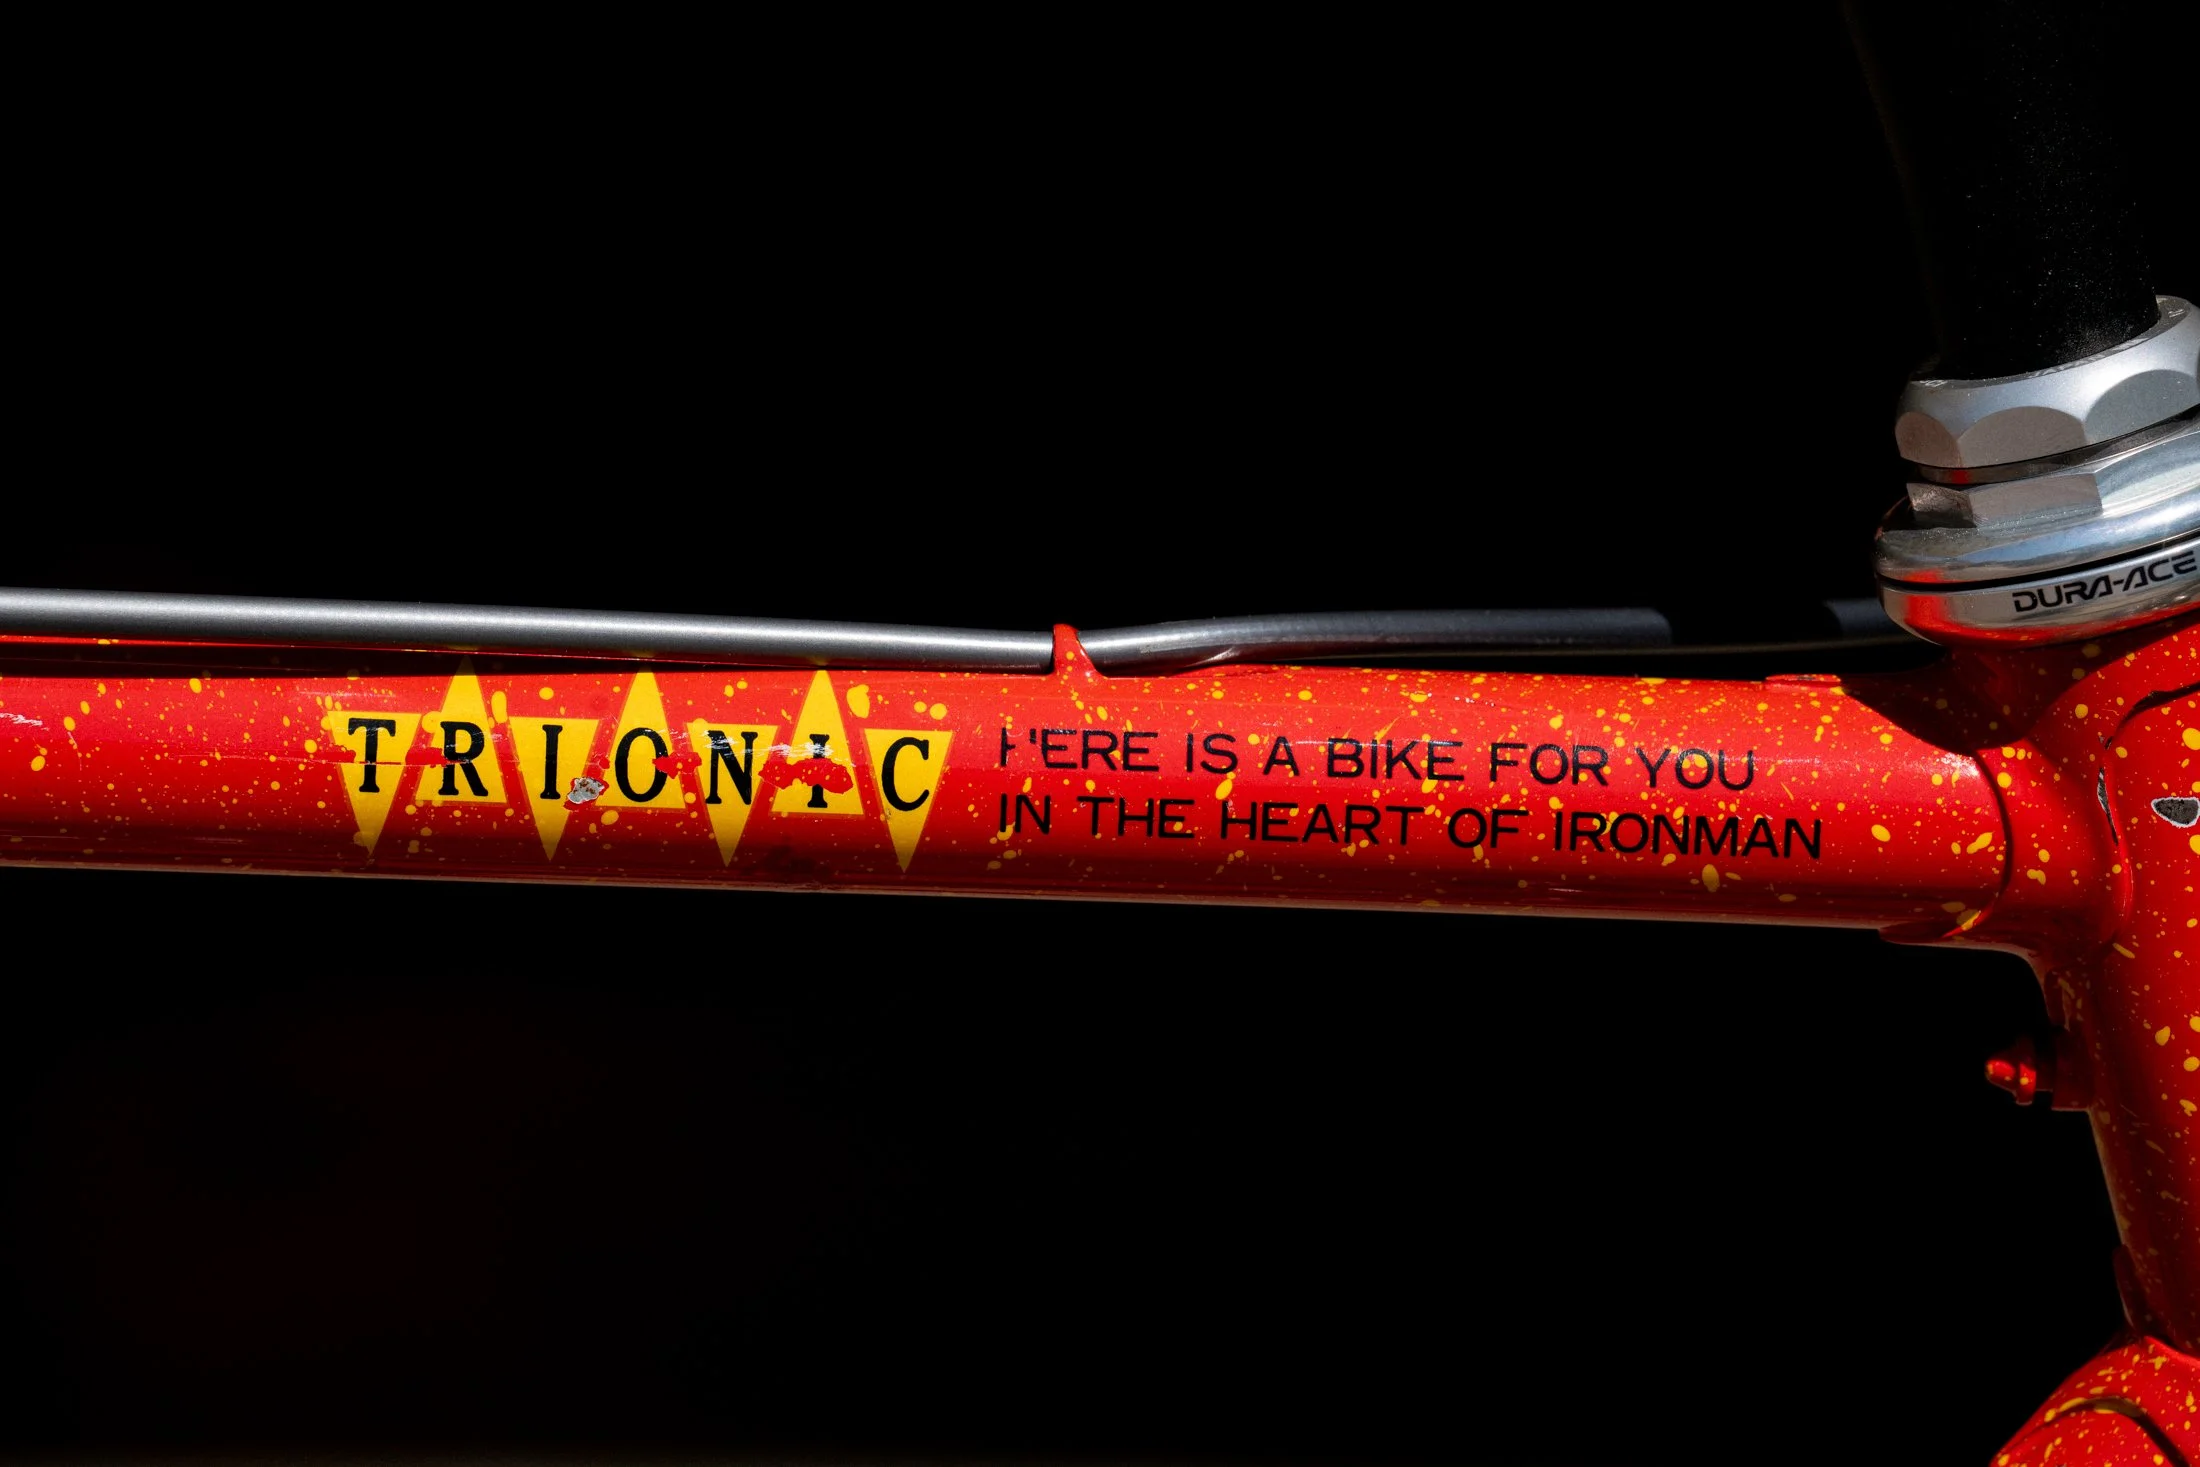 DURA-ACE
TRIONIC
HERE IS A BIKE FOR YOU
IN THE HEART OF IRONMAN